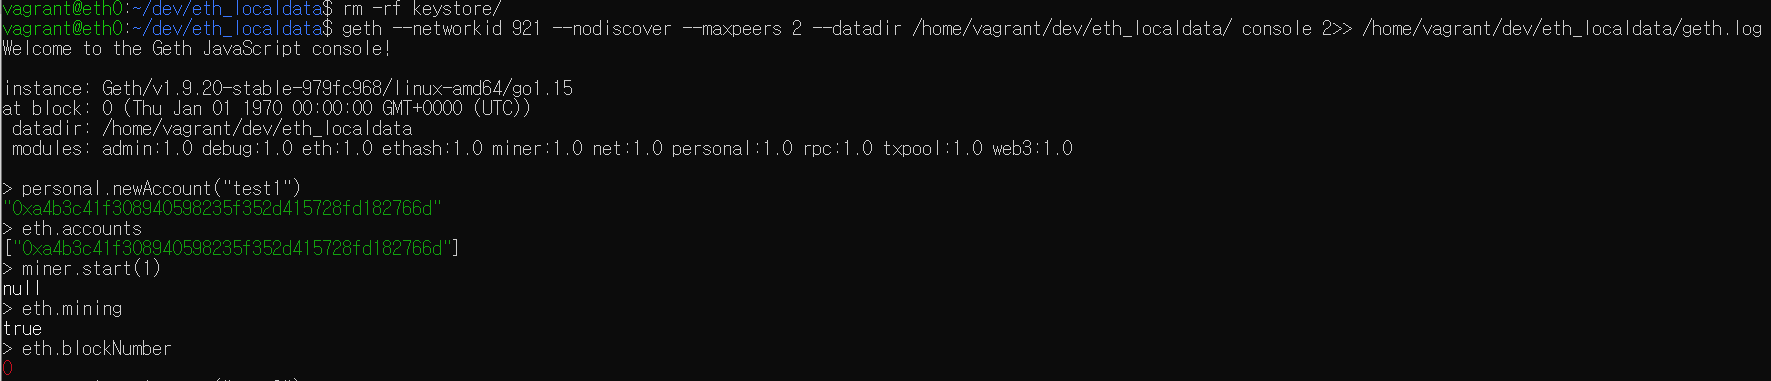 vagrant@eth0:~/dev/eth_localdata$ rm -rf keystore/
vagrant@eth0:~/dev/eth_localdata$ geth --networkid 921 --nodiscover --maxpeers 2 --datadir /home/vagrant/dev/eth_localdata/ console 2>> /home/vagrant/dev/eth_localdata/geth.log
Welcome to the Geth JavaScript console!
instance: Geth/v1.9.20-stable-979fc968/linux-amd64/go1.15
at block: 0 (Thu Jan 01 1970 00:00:00 GMT+0000 (UTC))
datadir: /home/vagrant/dev/eth_localdata
modules: admin:1.0 debug:1.0 eth:1.0 ethash:1.0 miner:1.0 net:1.0 personal:1.0 rpc:1.0 txpool:1.0 web3:1.0
> personal.newAccount("test1")
"0xa4b3c41f308940598235f352d415728fd182766d"
> eth.accounts
["0xa4b3c41f308940598235f352d415728fd182766d"]
> miner.start(1)
null
> eth.mining
true
> eth.blockNumber
0